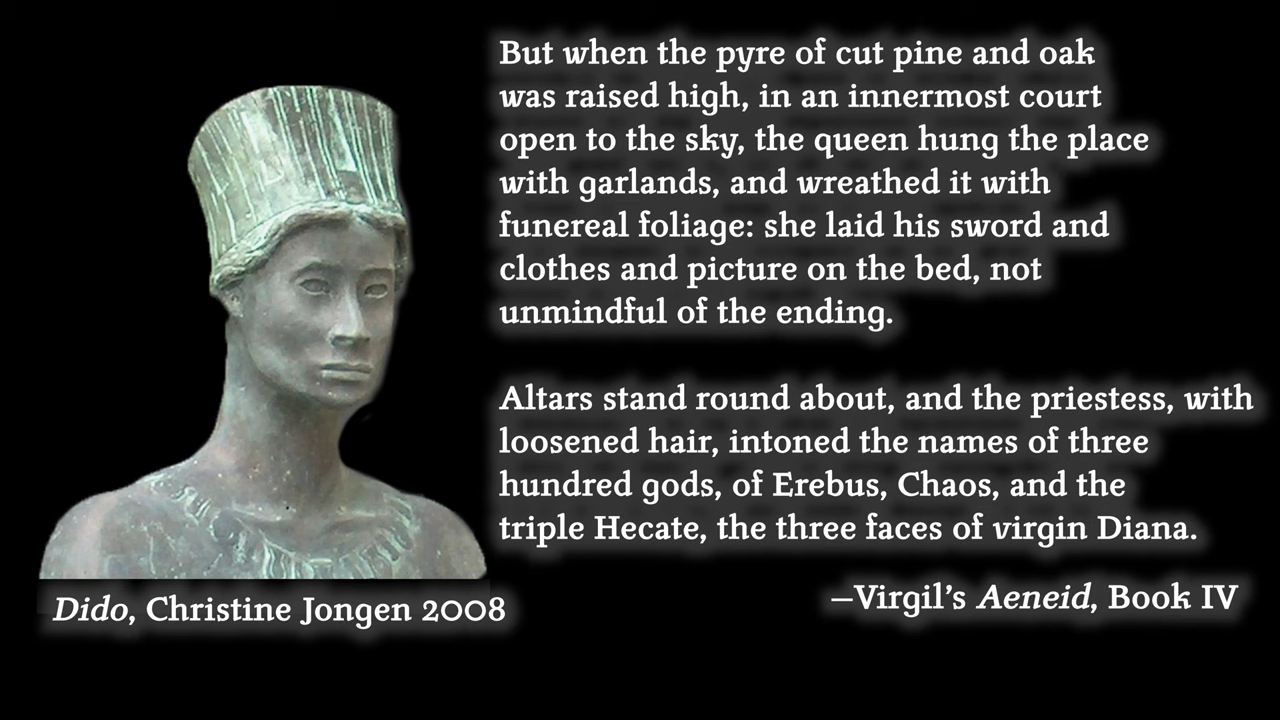 But when the pyre of cut pine and oak
was raised high, in an innermost court
open to the sky, the queen hung the place
with garlands, and wreathed it with
funereal foliage: she laid his sword and
clothes and picture on the bed, not
unmindful of the ending.
Altars stand round about, and the priestess, with
loosened hair, intoned the names of three
hundred gods, of Erebus, Chaos, and the
triple Hecate, the three faces of virgin Diana.
—Virgil's Aeneid, Book IV
Dido, Christine Jongen 2008